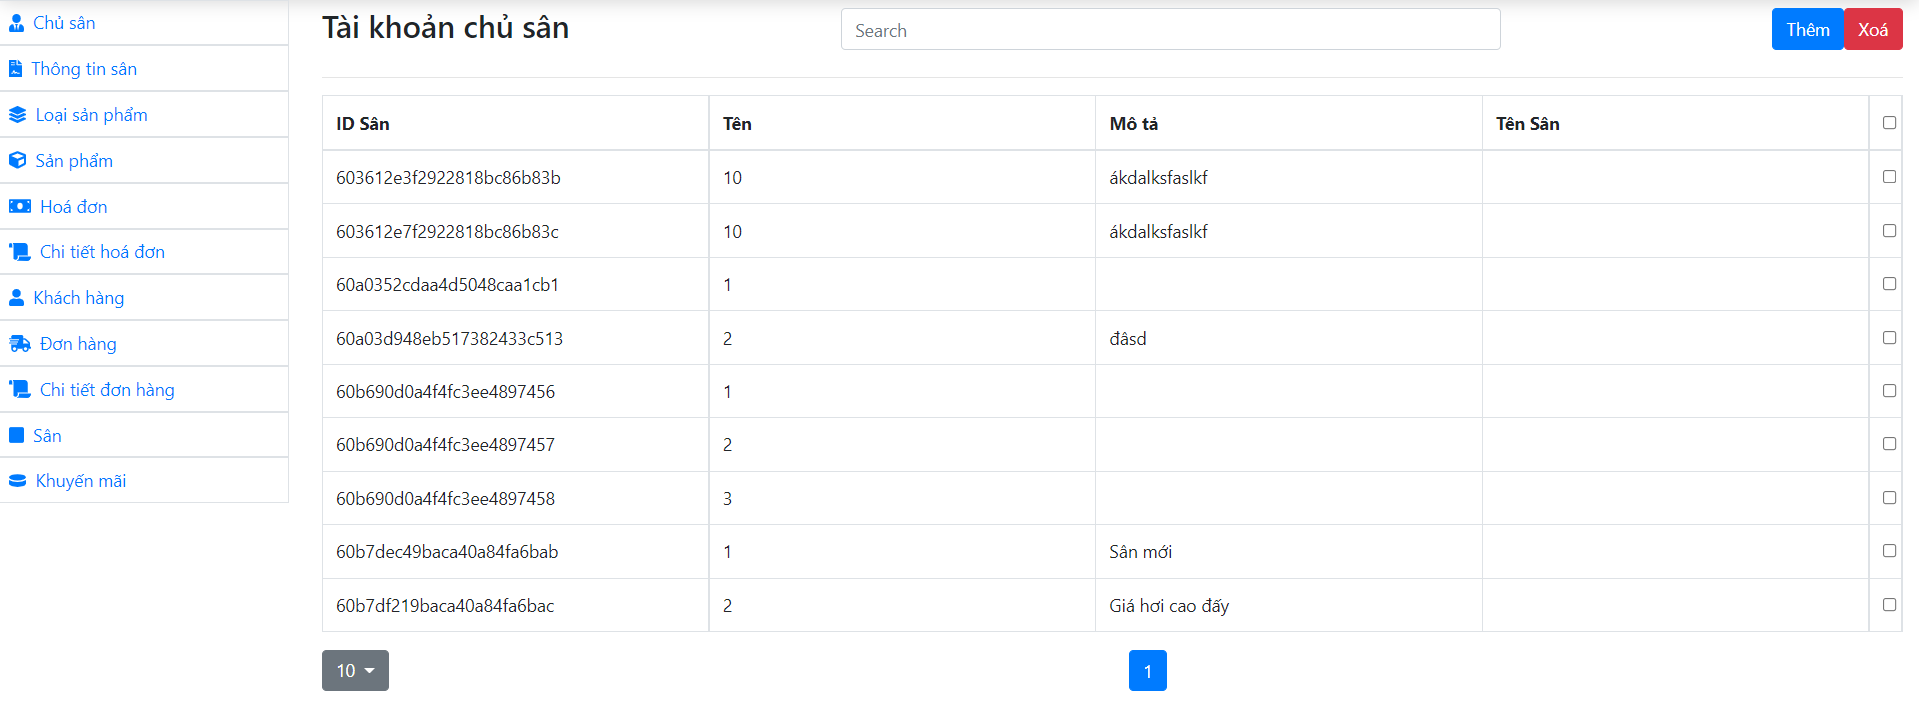 Chủ sân
Thông tin sân
Loại sản phẩm
Sản phẩm
Hoá đơn
Chi tiết hoá đơn
Khách hàng
Đơn hàng
Chi tiết đơn hàng
Sân
Khuyến mãi
Tài khoản chủ sân
Search
Thêm Xoá
ID Sân Tên Mô tả Tên Sân
603612e3f2922818bc86b83b 10 ákdalksfaslkf
603612e7f2922818bc86b83c 10 ákdalksfaslkf
60a0352cdaa4d5048caa1cb1 1
60a03d948eb517382433c513 2 đâsd
60b690d0a4f4fc3ee4897456 1
60b690d0a4f4fc3ee4897457 2
60b690d0a4f4fc3ee4897458 3
60b7dec49baca40a84fa6bab 1 Sân mới
60b7df219baca40a84fa6bac 2 Giá hơi cao đấy
10 1